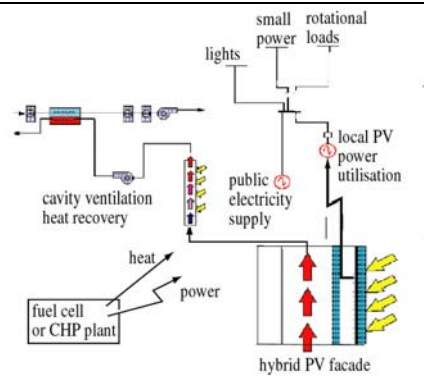 small
power
rotational
loads
lights
local PV
power
utilisation
public
electricity
supply
cavity ventilation
heat recovery
heat
power
fuel cell
or CHP plant
hybrid PV facade